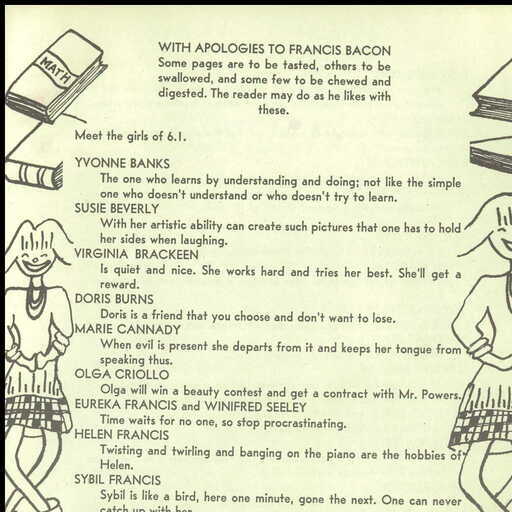 WITH APOLOGIES TO FRANCIS BACON
Some pages are to be tasted, others to be
swallowed, and some few to be chewed and
digested. The reader may do as he likes with
these.
MATH
Meet the girls of 6.1.
YVONNE BANKS
The one who learns by understanding and doing; not like the simple
one who doesn't understand or who doesn't try to learn.
SUSIE BEVERLY
With her artistic ability can create such pictures that one has to hold
her sides when laughing.
VIRGINIA BRACKEEN
Is quiet and nice. She works hard and tries her best. She'll get a
reward.
DORIS BURNS
Doris is a friend that you choose and don't want to lose.
MARIE CANNADY
When evil is present she departs from it and keeps her tongue from
speaking thus.
OLGA CRIOLLO
Olga will win a beauty contest and get a contract with Mr. Powers.
EUREKA FRANCIS and WINIFRED SEELEY
Time waits for no one, so stop procrastinating.
HELEN FRANCIS
Twisting and twirling and banging on the piano are the hobbies of
Helen.
SYBIL FRANCIS
Sybil is like a bird, here one minute, gone the next. One can never
catch up with her.